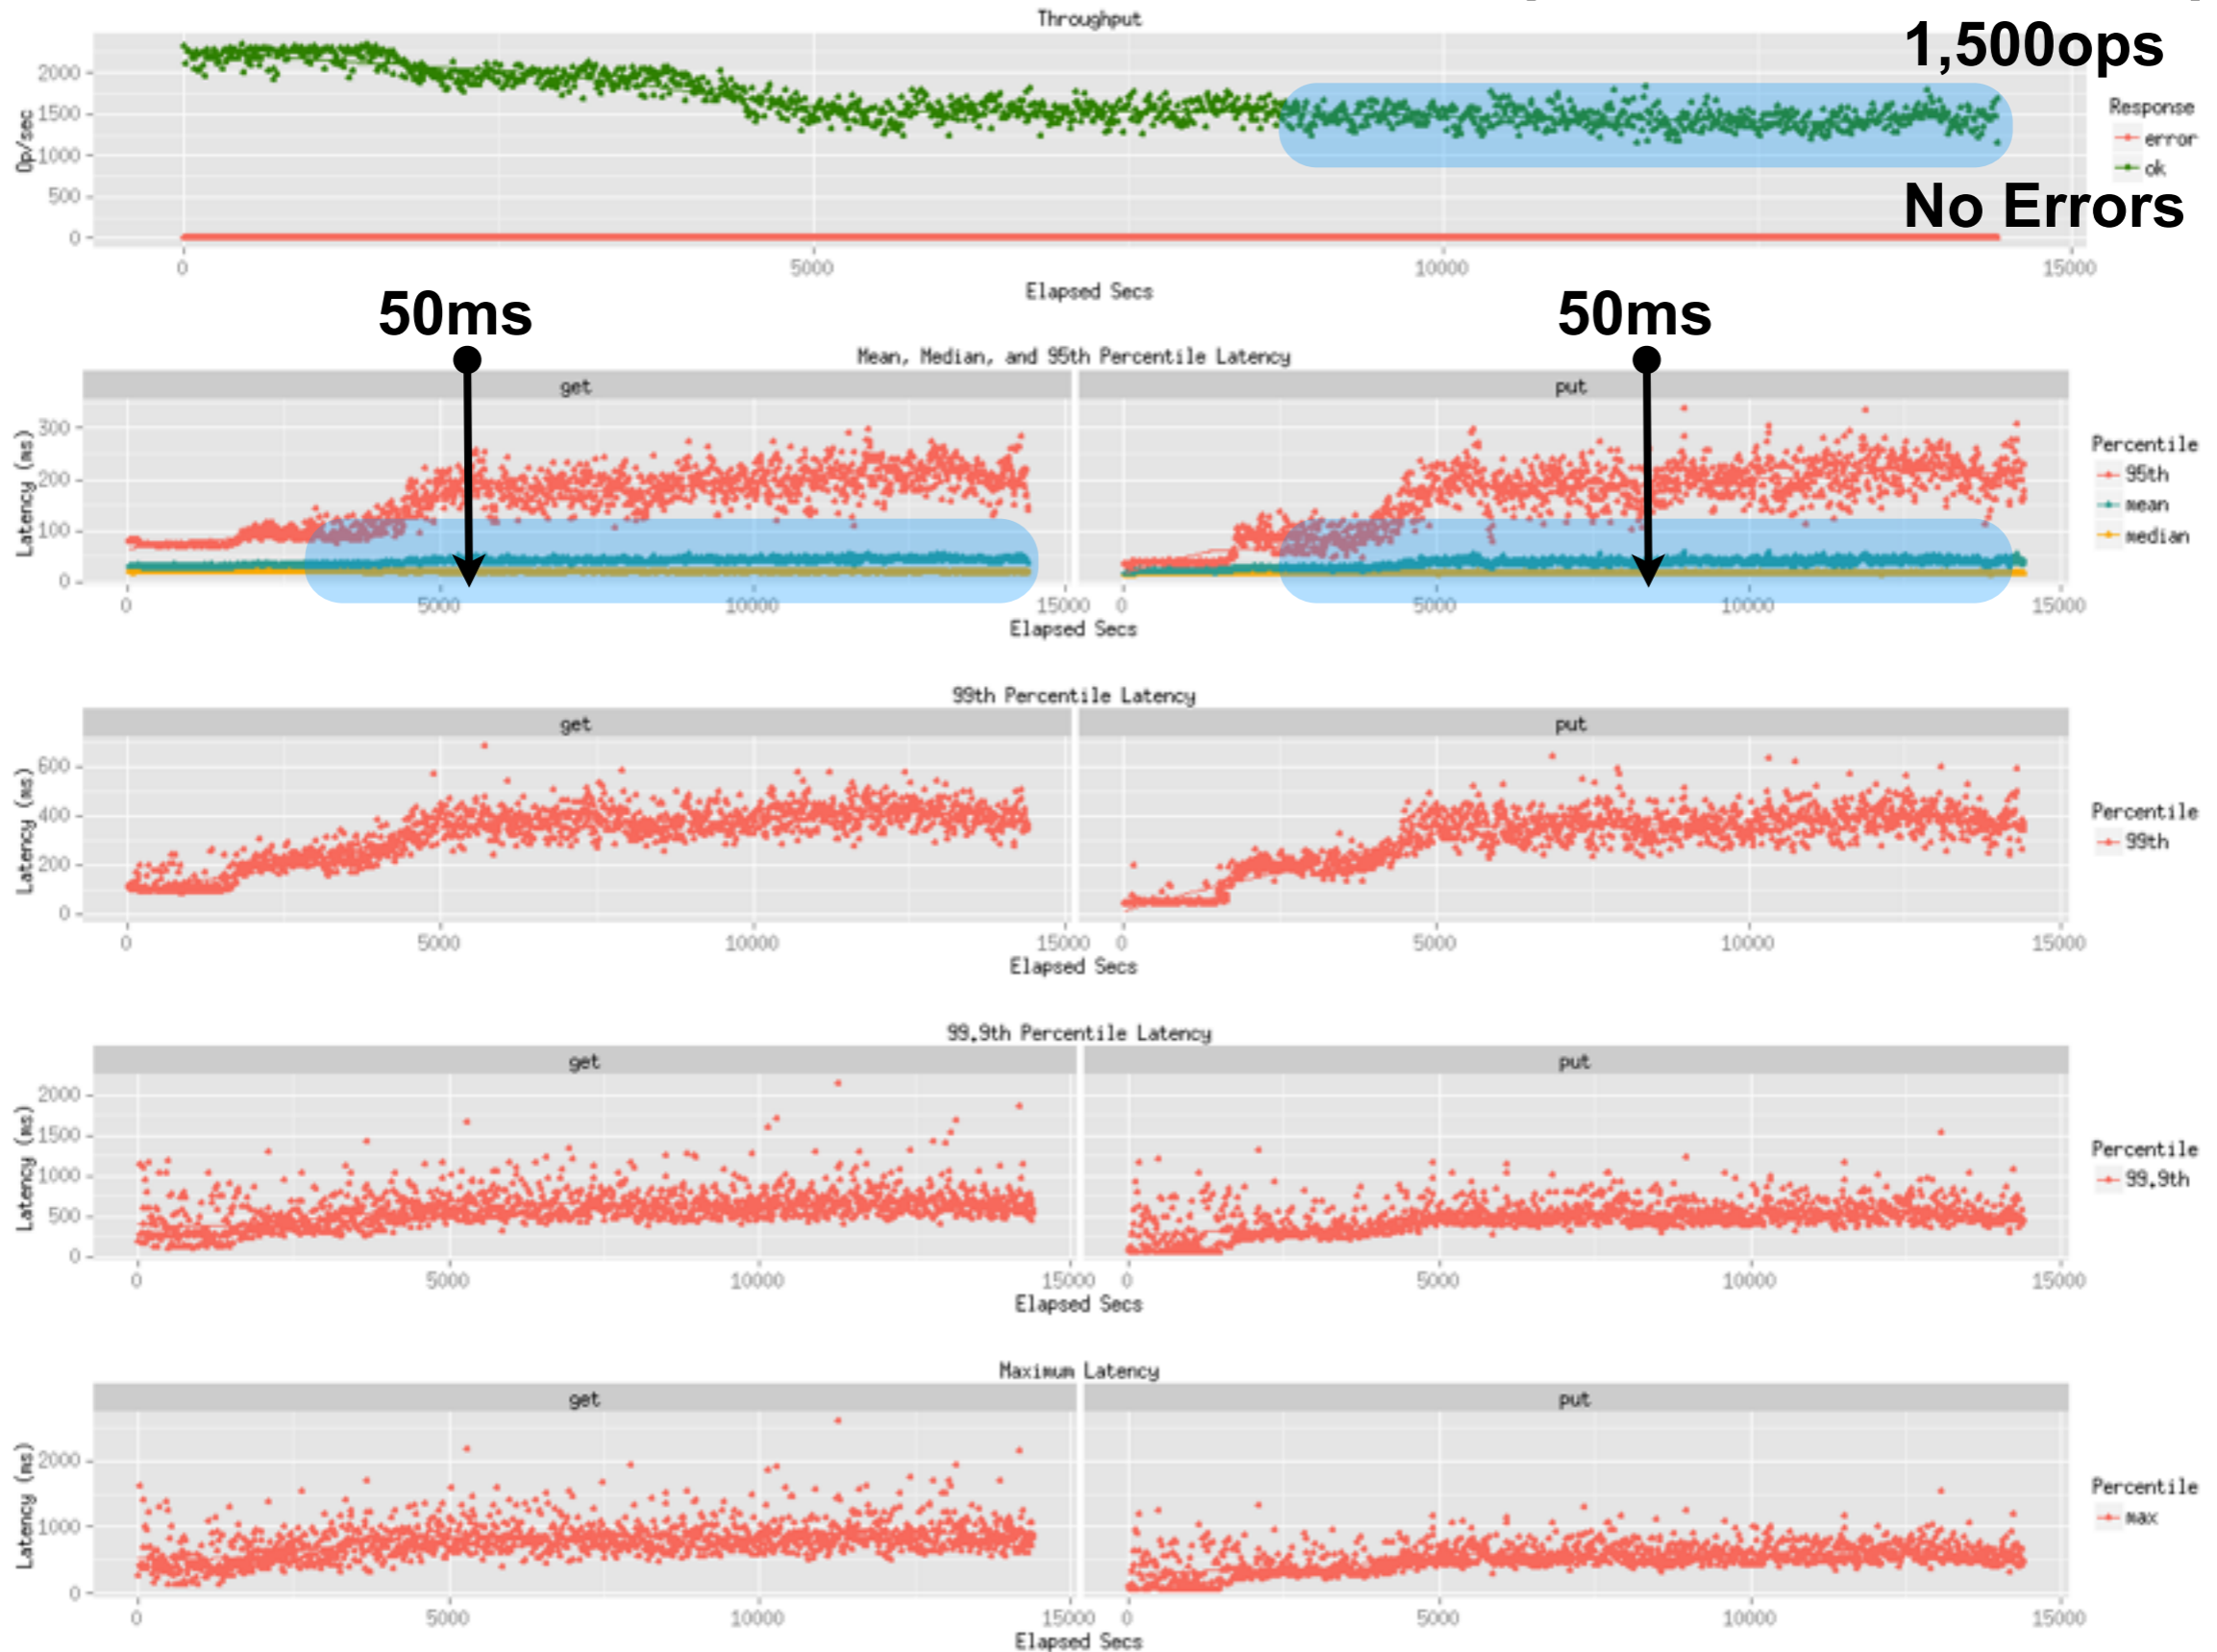 Throughput
1,500ops
2000
1500
1000
500
0
Op/sec
Response
error
ok
No Errors
0
5000
10000
15000
Elapsed Secs
50ms
50ms
Mean, Median, and 95th Percentile Latency
get
put
300
200
100
0
Latency (ms)
Percentile
95th
mean
median
0
5000
10000
15000
0
5000
10000
15000
Elapsed Secs
99th Percentile Latency
get
put
600
400
200
0
Latency (ms)
Percentile
99th
0
5000
10000
15000
0
5000
10000
15000
Elapsed Secs
99.9th Percentile Latency
get
put
2000
1500
1000
500
0
Latency (ms)
Percentile
99.9th
0
5000
10000
15000
0
5000
10000
15000
Elapsed Secs
Maximum Latency
get
put
2000
1000
0
Latency (ms)
Percentile
max
0
5000
10000
15000
0
5000
10000
15000
Elapsed Secs